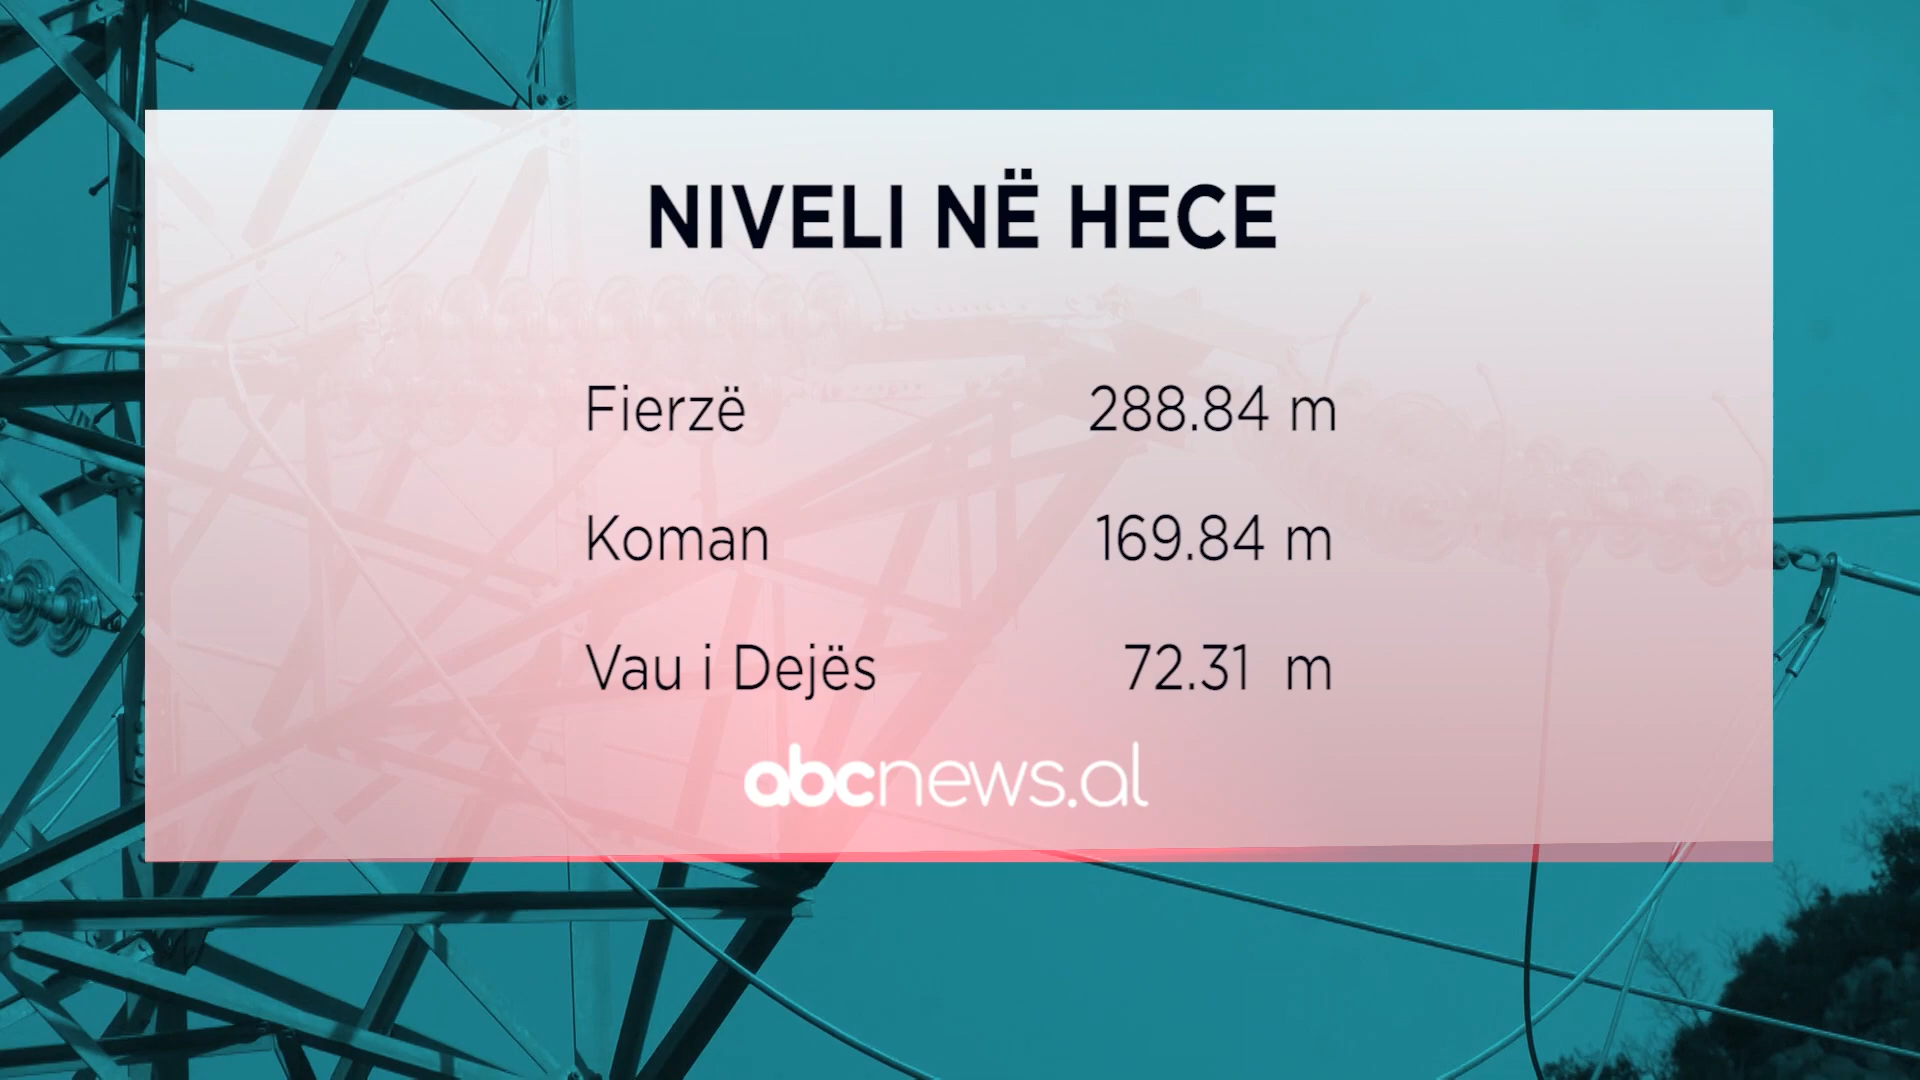 NIVELI NË HECE
Fierzë 288.84 m
Koman 169.84 m
Vau i Dejës 72.31 m
abcnews.al